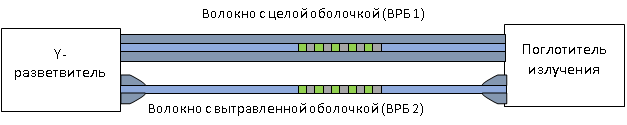 Волокно с целой оболочкой (ВРБ 1)
Y-
разветвитель
Поглотитель
излучения
Волокно с вытравленной оболочкой (ВРБ 2)